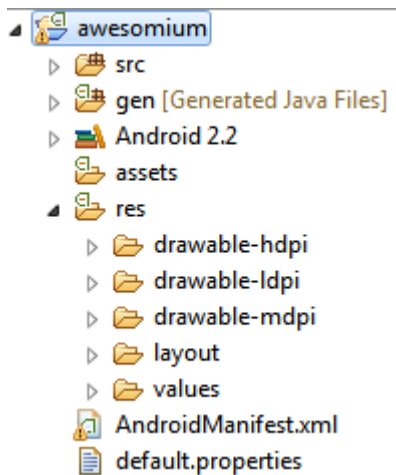 awesomium
src
gen [Generated Java Files]
Android 2.2
assets
res
drawable-hdpi
drawable-ldpi
drawable-mdpi
layout
values
AndroidManifest.xml
default.properties